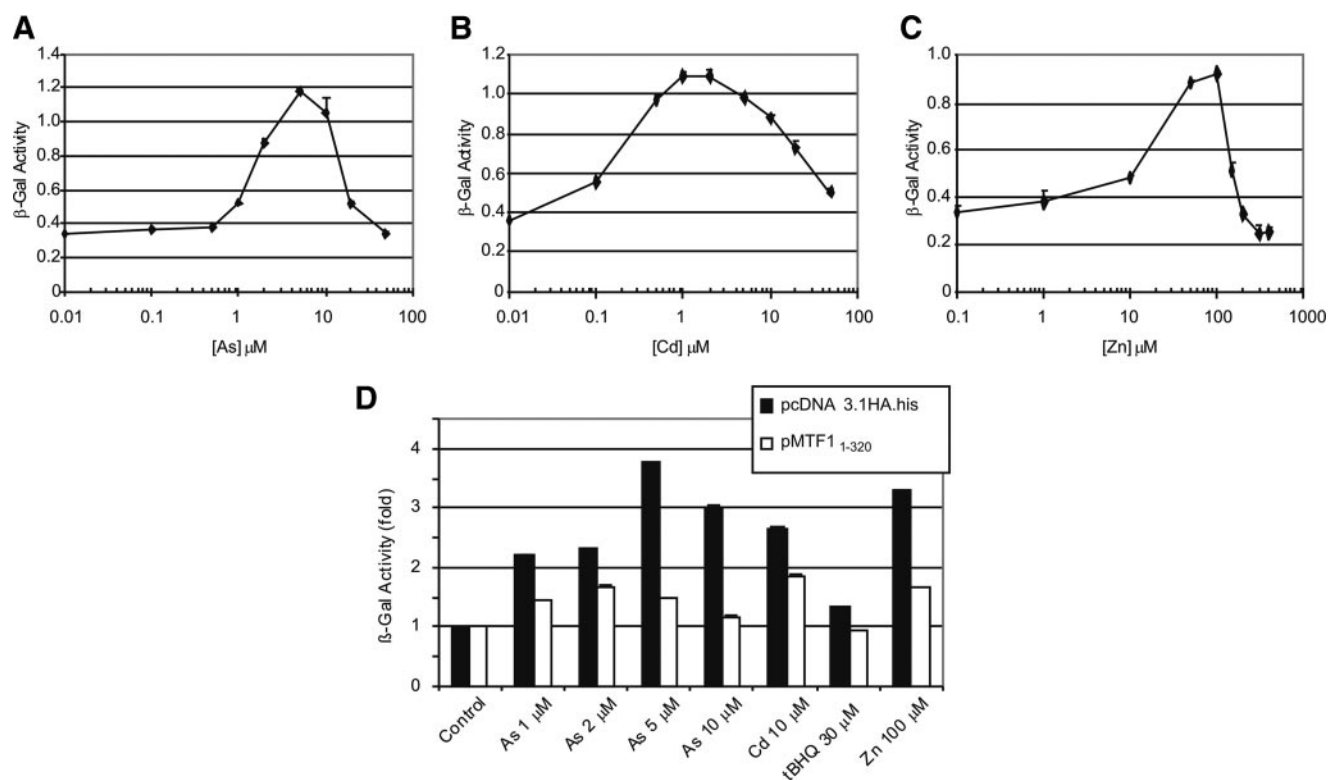 A
β-Gal Activity
1.4
1.2
1.0
0.8
0.6
0.4
0.2
0
0.01 0.1 1 10 100
[As] μM
B
β-Gal Activity
1.2
1.0
0.8
0.6
0.4
0.2
0
0.01 0.1 1 10 100
[Cd] μM
C
β-Gal Activity
1.0
0.8
0.6
0.4
0.2
0
0.1 1 10 100 1000
[Zn] μM
D
pcDNA 3.1HA.his
pMTF1 1-320
ß-Gal Activity (fold)
4
3
2
1
0
Control
As 1 μM
As 2 μM
As 5 μM
As 10 μM
Cd 10 μM
tBHQ 30 μM
Zn 100 μM